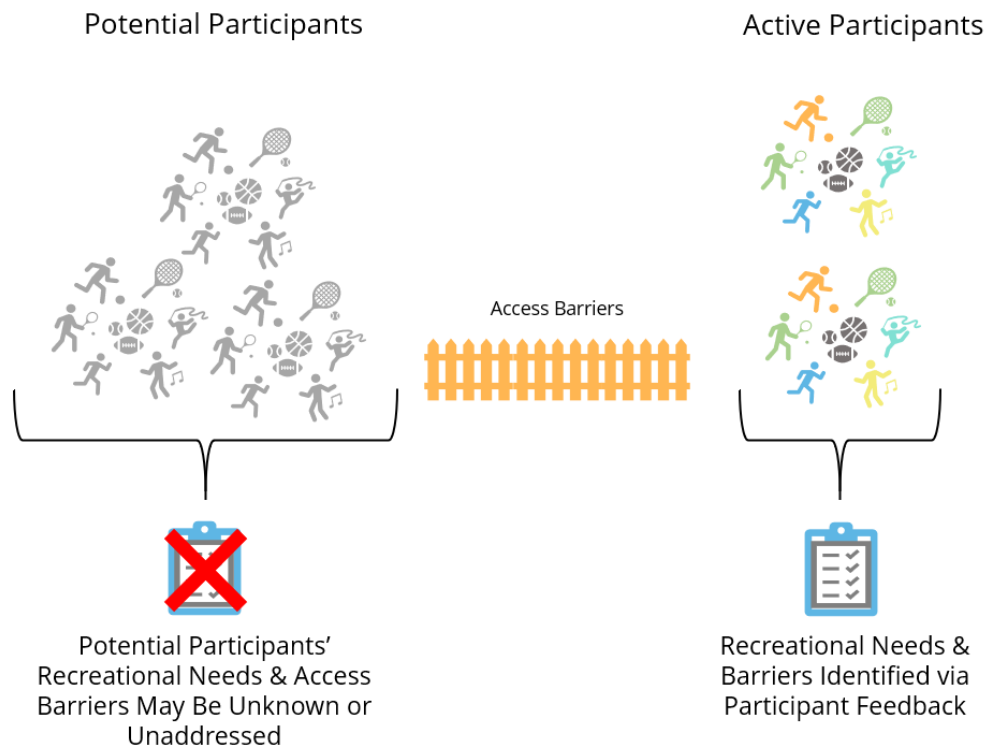 Potential Participants
Active Participants
Access Barriers
Potential Participants’
Recreational Needs & Access
Barriers May Be Unknown or
Unaddressed
Recreational Needs &
Barriers Identified via
Participant Feedback